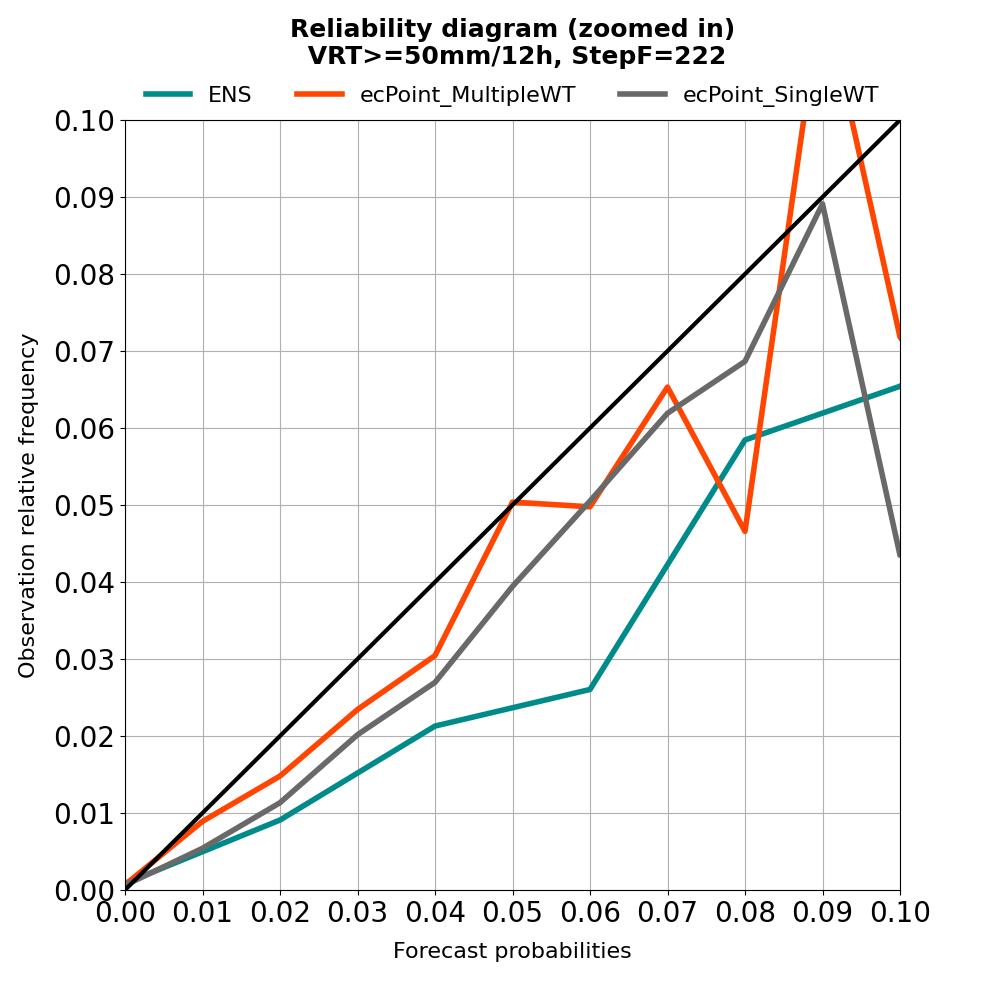 Reliability diagram (zoomed in)
VRT>=50mm/12h, StepF=222
ENS ecPoint_MultipleWT ecPoint_SingleWT
0.10
0.09
0.08
0.07
0.06
0.05
0.04
0.03
0.02
0.01
0.00
Observation relative frequency
0.00 0.01 0.02 0.03 0.04 0.05 0.06 0.07 0.08 0.09 0.10
Forecast probabilities